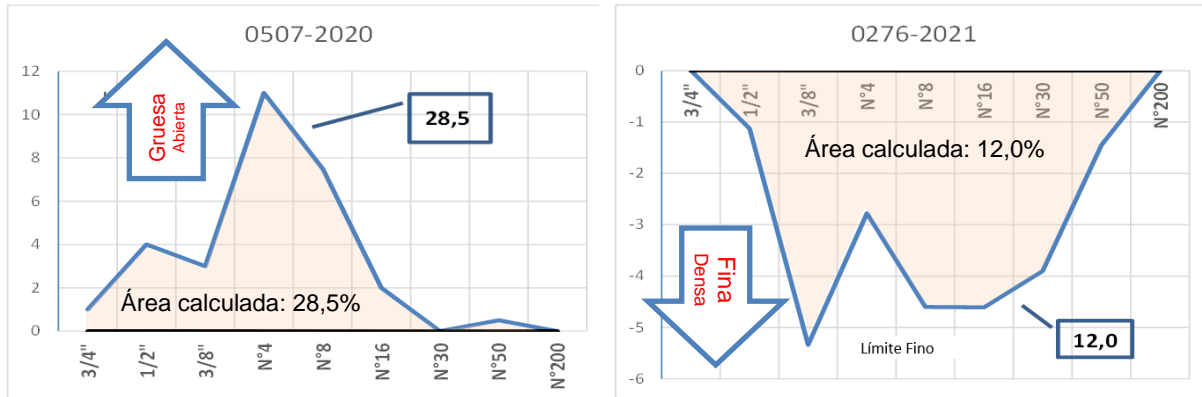 0507-2020
12
10
8
6
4
2
0
Gruesa
Abierta
28,5
Área calculada: 28,5%
3/4"
1/2"
3/8"
N°4
N°8
N°16
N°30
N°50
N°200
0276-2021
0
-1
-2
-3
-4
-5
-6
3/4"
1/2"
3/8"
N°4
N°8
N°16
N°30
N°50
N°200
Área calculada: 12,0%
Fina
Densa
Límite Fino
12,0